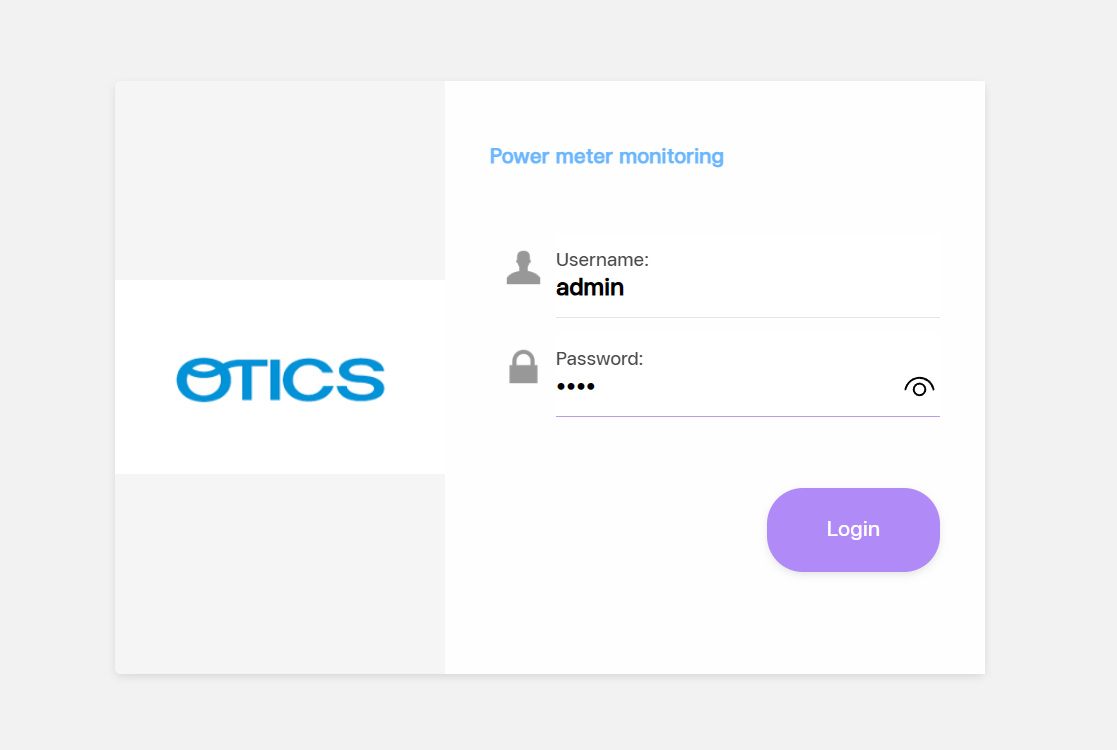 Power meter monitoring
Username:
admin
OTICS
Password:
••••
Login